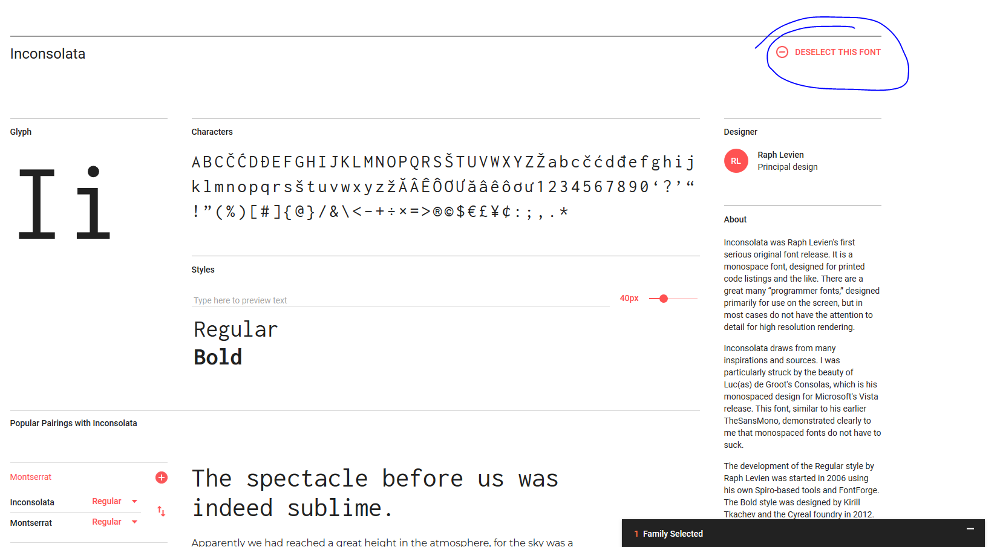 Inconsolata
DESELECT THIS FONT
Glyph
Ii
Characters
ABCČĆDĐEFGHIJKLMNOPQRSŠTUVWXYZŽabcčćdđefghij
klmnopqrsštuvwxyzžĂÂÊÔƠƯăâêôơư1234567890‘?’“
!”(%)[#]{@}/&\<-+÷×=>®©$€£¥¢:;,.*
Styles
Type here to preview text
40px
Regular
Bold
Popular Pairings with Inconsolata
Montserrat
Inconsolata Regular
Montserrat Regular
The spectacle before us was
indeed sublime.
Apparently we had reached a great height in the atmosphere, for the sky was a
Designer
RL
Raph Levien
Principal design
About
Inconsolata was Raph Levien's first
serious original font release. It is a
monospace font, designed for printed
code listings and the like. There are a
great many “programmer fonts,” designed
primarily for use on the screen, but in
most cases do not have the attention to
detail for high resolution rendering.
Inconsolata draws from many
inspirations and sources. I was
particularly struck by the beauty of
Luc(as) de Groot's Consolas, which is his
monospaced design for Microsoft's Vista
release. This font, similar to his earlier
TheSansMono, demonstrated clearly to
me that monospaced fonts do not have to
suck.
The development of the Regular style by
Raph Levien was started in 2006 using
his own Spiro-based tools and FontForge.
The Bold style was designed by Kirill
Tkachev and the Cyreal foundry in 2012.
1 Family Selected